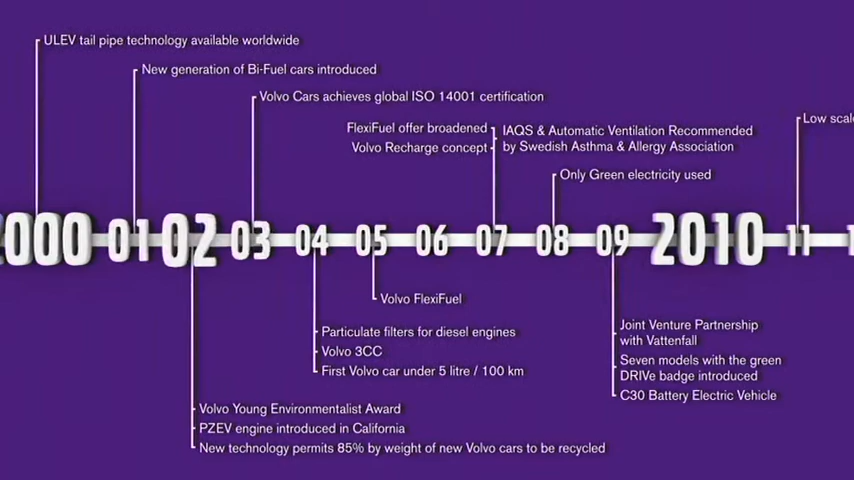 ULEV tail pipe technology available worldwide
New generation of Bi-Fuel cars introduced
Volvo Cars achieves global ISO 14001 certification
Low scale
FlexiFuel offer broadened
Volvo Recharge concept
IAQS & Automatic Ventilation Recommended
by Swedish Asthma & Allergy Association
Only Green electricity used
2000 01 02 03 04 05 06 07 08 09 2010 11
Volvo FlexiFuel
Particulate filters for diesel engines
Volvo 3CC
First Volvo car under 5 litre / 100 km
Joint Venture Partnership
with Vattenfall
Seven models with the green
DRIVe badge introduced
C30 Battery Electric Vehicle
Volvo Young Environmentalist Award
PZEV engine introduced in California
New technology permits 85% by weight of new Volvo cars to be recycled